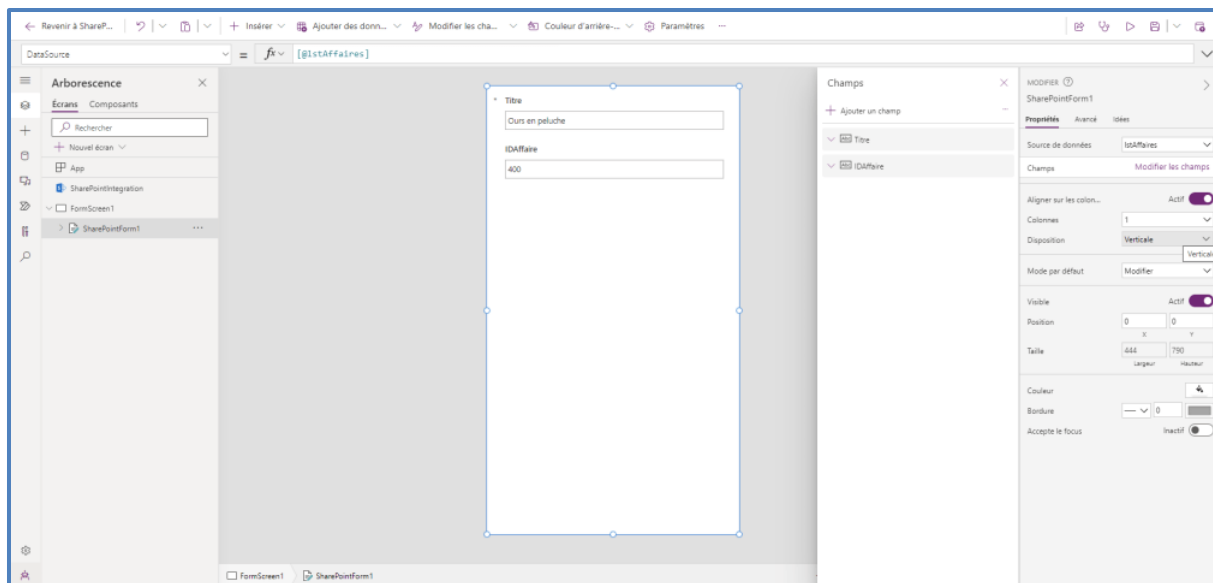 Revenir à ShareP... Insérer Ajouter des donn... Modifier les cha... Couleur d'arrière-... Paramètres ...
DataSource = fx [@lstAffaires]
Arborescence
Écrans Composants
Rechercher
Nouvel écran
App
SharePointIntegration
FormScreen1
SharePointForm1 ...
* Titre
Ours en peluche
IDAffaire
400
Champs
Ajouter un champ ...
Abc Titre
Abc IDAffaire
MODIFIER
SharePointForm1
Propriétés Avancé Idées
Source de données lstAffaires
Champs Modifier les champs
Aligner sur les colon... Actif
Colonnes 1
Disposition Verticale
Verticale
Mode par défaut Modifier
Visible Actif
Position 0 0
X Y
Taille 444 790
Largeur Hauteur
Couleur
Bordure 0
Accepte le focus Inactif
FormScreen1 SharePointForm1